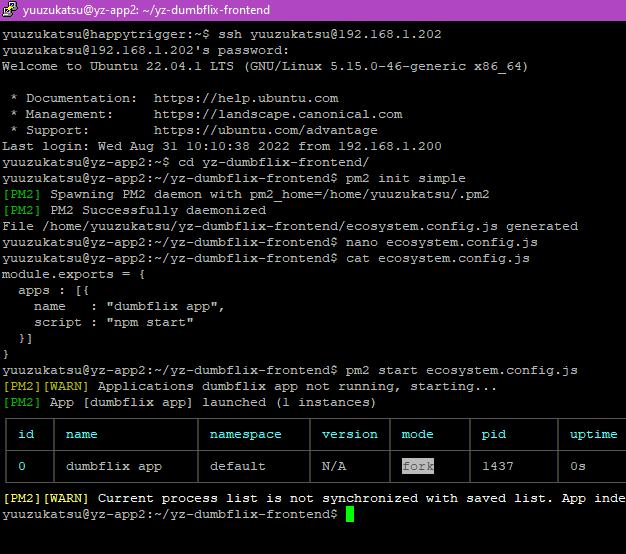 yuuzukatsu@yz-app2: ~/yz-dumbflix-frontend
yuuzukatsu@happytrigger:~$ ssh yuuzukatsu@192.168.1.202
yuuzukatsu@192.168.1.202's password:
Welcome to Ubuntu 22.04.1 LTS (GNU/Linux 5.15.0-46-generic x86_64)
* Documentation:  https://help.ubuntu.com
* Management:     https://landscape.canonical.com
* Support:        https://ubuntu.com/advantage
Last login: Wed Aug 31 10:10:38 2022 from 192.168.1.200
yuuzukatsu@yz-app2:~$ cd yz-dumbflix-frontend/
yuuzukatsu@yz-app2:~/yz-dumbflix-frontend$ pm2 init simple
[PM2] Spawning PM2 daemon with pm2_home=/home/yuuzukatsu/.pm2
[PM2] PM2 Successfully daemonized
File /home/yuuzukatsu/yz-dumbflix-frontend/ecosystem.config.js generated
yuuzukatsu@yz-app2:~/yz-dumbflix-frontend$ nano ecosystem.config.js
yuuzukatsu@yz-app2:~/yz-dumbflix-frontend$ cat ecosystem.config.js
module.exports = {
  apps : [{
    name   : "dumbflix app",
    script : "npm start"
  }]
}
yuuzukatsu@yz-app2:~/yz-dumbflix-frontend$ pm2 start ecosystem.config.js
[PM2][WARN] Applications dumbflix app not running, starting...
[PM2] App [dumbflix app] launched (1 instances)
id name namespace version mode pid uptime
0 dumbflix app default N/A fork 1437 0s
[PM2][WARN] Current process list is not synchronized with saved list. App inde
yuuzukatsu@yz-app2:~/yz-dumbflix-frontend$